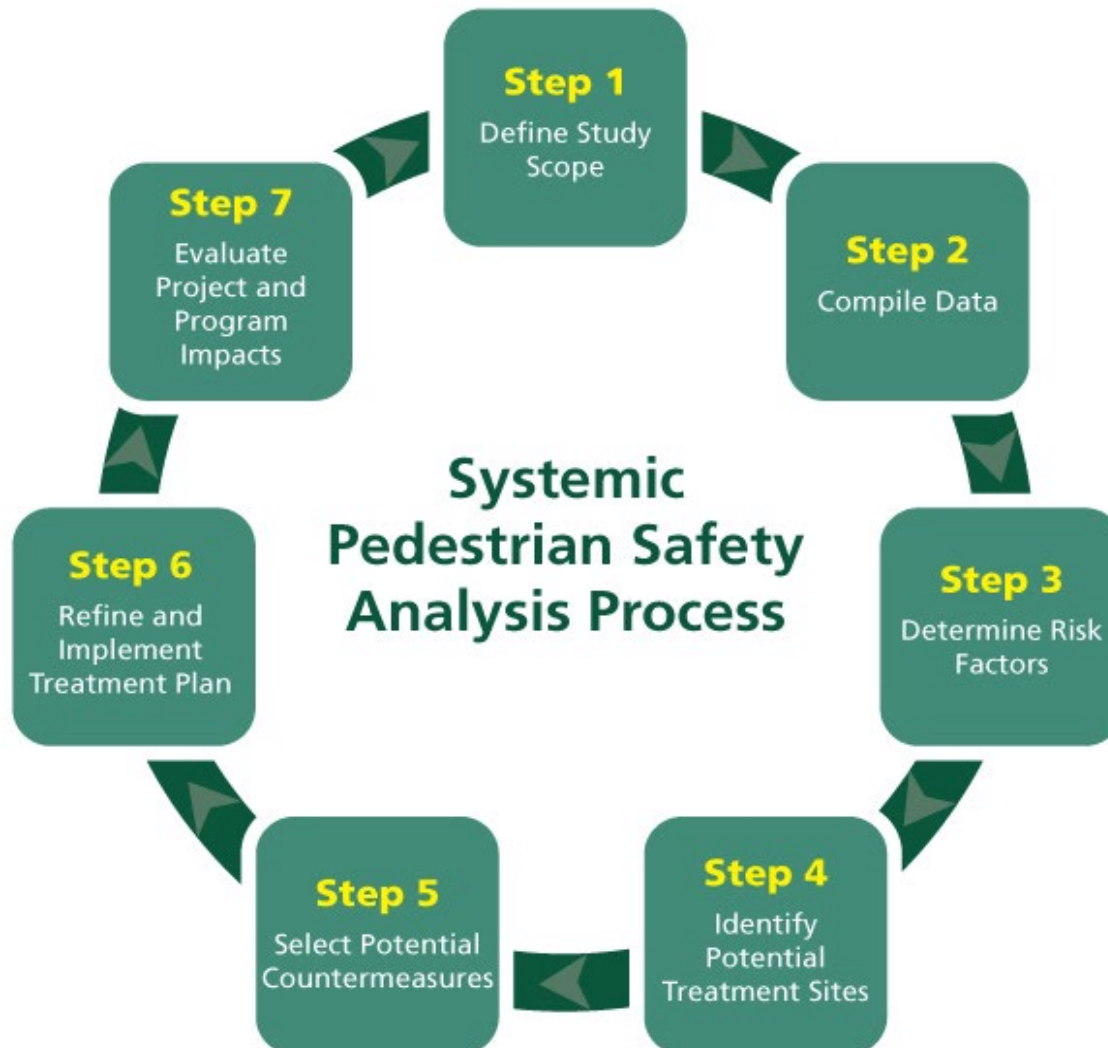 Step 1
Define Study
Scope
Step 2
Compile Data
Step 3
Determine Risk
Factors
Step 4
Identify
Potential
Treatment Sites
Step 5
Select Potential
Countermeasures
Step 6
Refine and
Implement
Treatment Plan
Step 7
Evaluate
Project and
Program
Impacts
Systemic
Pedestrian Safety
Analysis Process